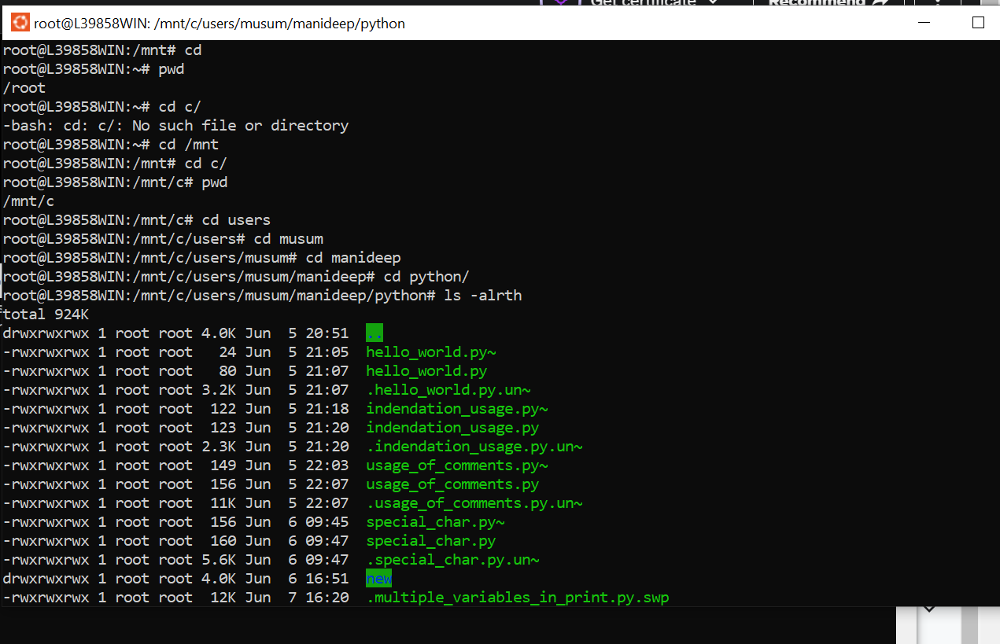 Get certificate
Recommend
root@L39858WIN: /mnt/c/users/musum/manideep/python
root@L39858WIN:/mnt# cd
root@L39858WIN:~# pwd
/root
root@L39858WIN:~# cd c/
-bash: cd: c/: No such file or directory
root@L39858WIN:~# cd /mnt
root@L39858WIN:/mnt# cd c/
root@L39858WIN:/mnt/c# pwd
/mnt/c
root@L39858WIN:/mnt/c# cd users
root@L39858WIN:/mnt/c/users# cd musum
root@L39858WIN:/mnt/c/users/musum# cd manideep
root@L39858WIN:/mnt/c/users/musum/manideep# cd python/
root@L39858WIN:/mnt/c/users/musum/manideep/python# ls -alrth
total 924K
drwxrwxrwx 1 root root 4.0K Jun  5 20:51  ..
-rwxrwxrwx 1 root root   24 Jun  5 21:05  hello_world.py~
-rwxrwxrwx 1 root root   80 Jun  5 21:07  hello_world.py
-rwxrwxrwx 1 root root 3.2K Jun  5 21:07  .hello_world.py.un~
-rwxrwxrwx 1 root root  122 Jun  5 21:18  indendation_usage.py~
-rwxrwxrwx 1 root root  123 Jun  5 21:20  indendation_usage.py
-rwxrwxrwx 1 root root 2.3K Jun  5 21:20  .indendation_usage.py.un~
-rwxrwxrwx 1 root root  149 Jun  5 22:03  usage_of_comments.py~
-rwxrwxrwx 1 root root  156 Jun  5 22:07  usage_of_comments.py
-rwxrwxrwx 1 root root  11K Jun  5 22:07  .usage_of_comments.py.un~
-rwxrwxrwx 1 root root  156 Jun  6 09:45  special_char.py~
-rwxrwxrwx 1 root root  160 Jun  6 09:47  special_char.py
-rwxrwxrwx 1 root root 5.6K Jun  6 09:47  .special_char.py.un~
drwxrwxrwx 1 root root 4.0K Jun  6 16:51  new
-rwxrwxrwx 1 root root  12K Jun  7 16:20  .multiple_variables_in_print.py.swp